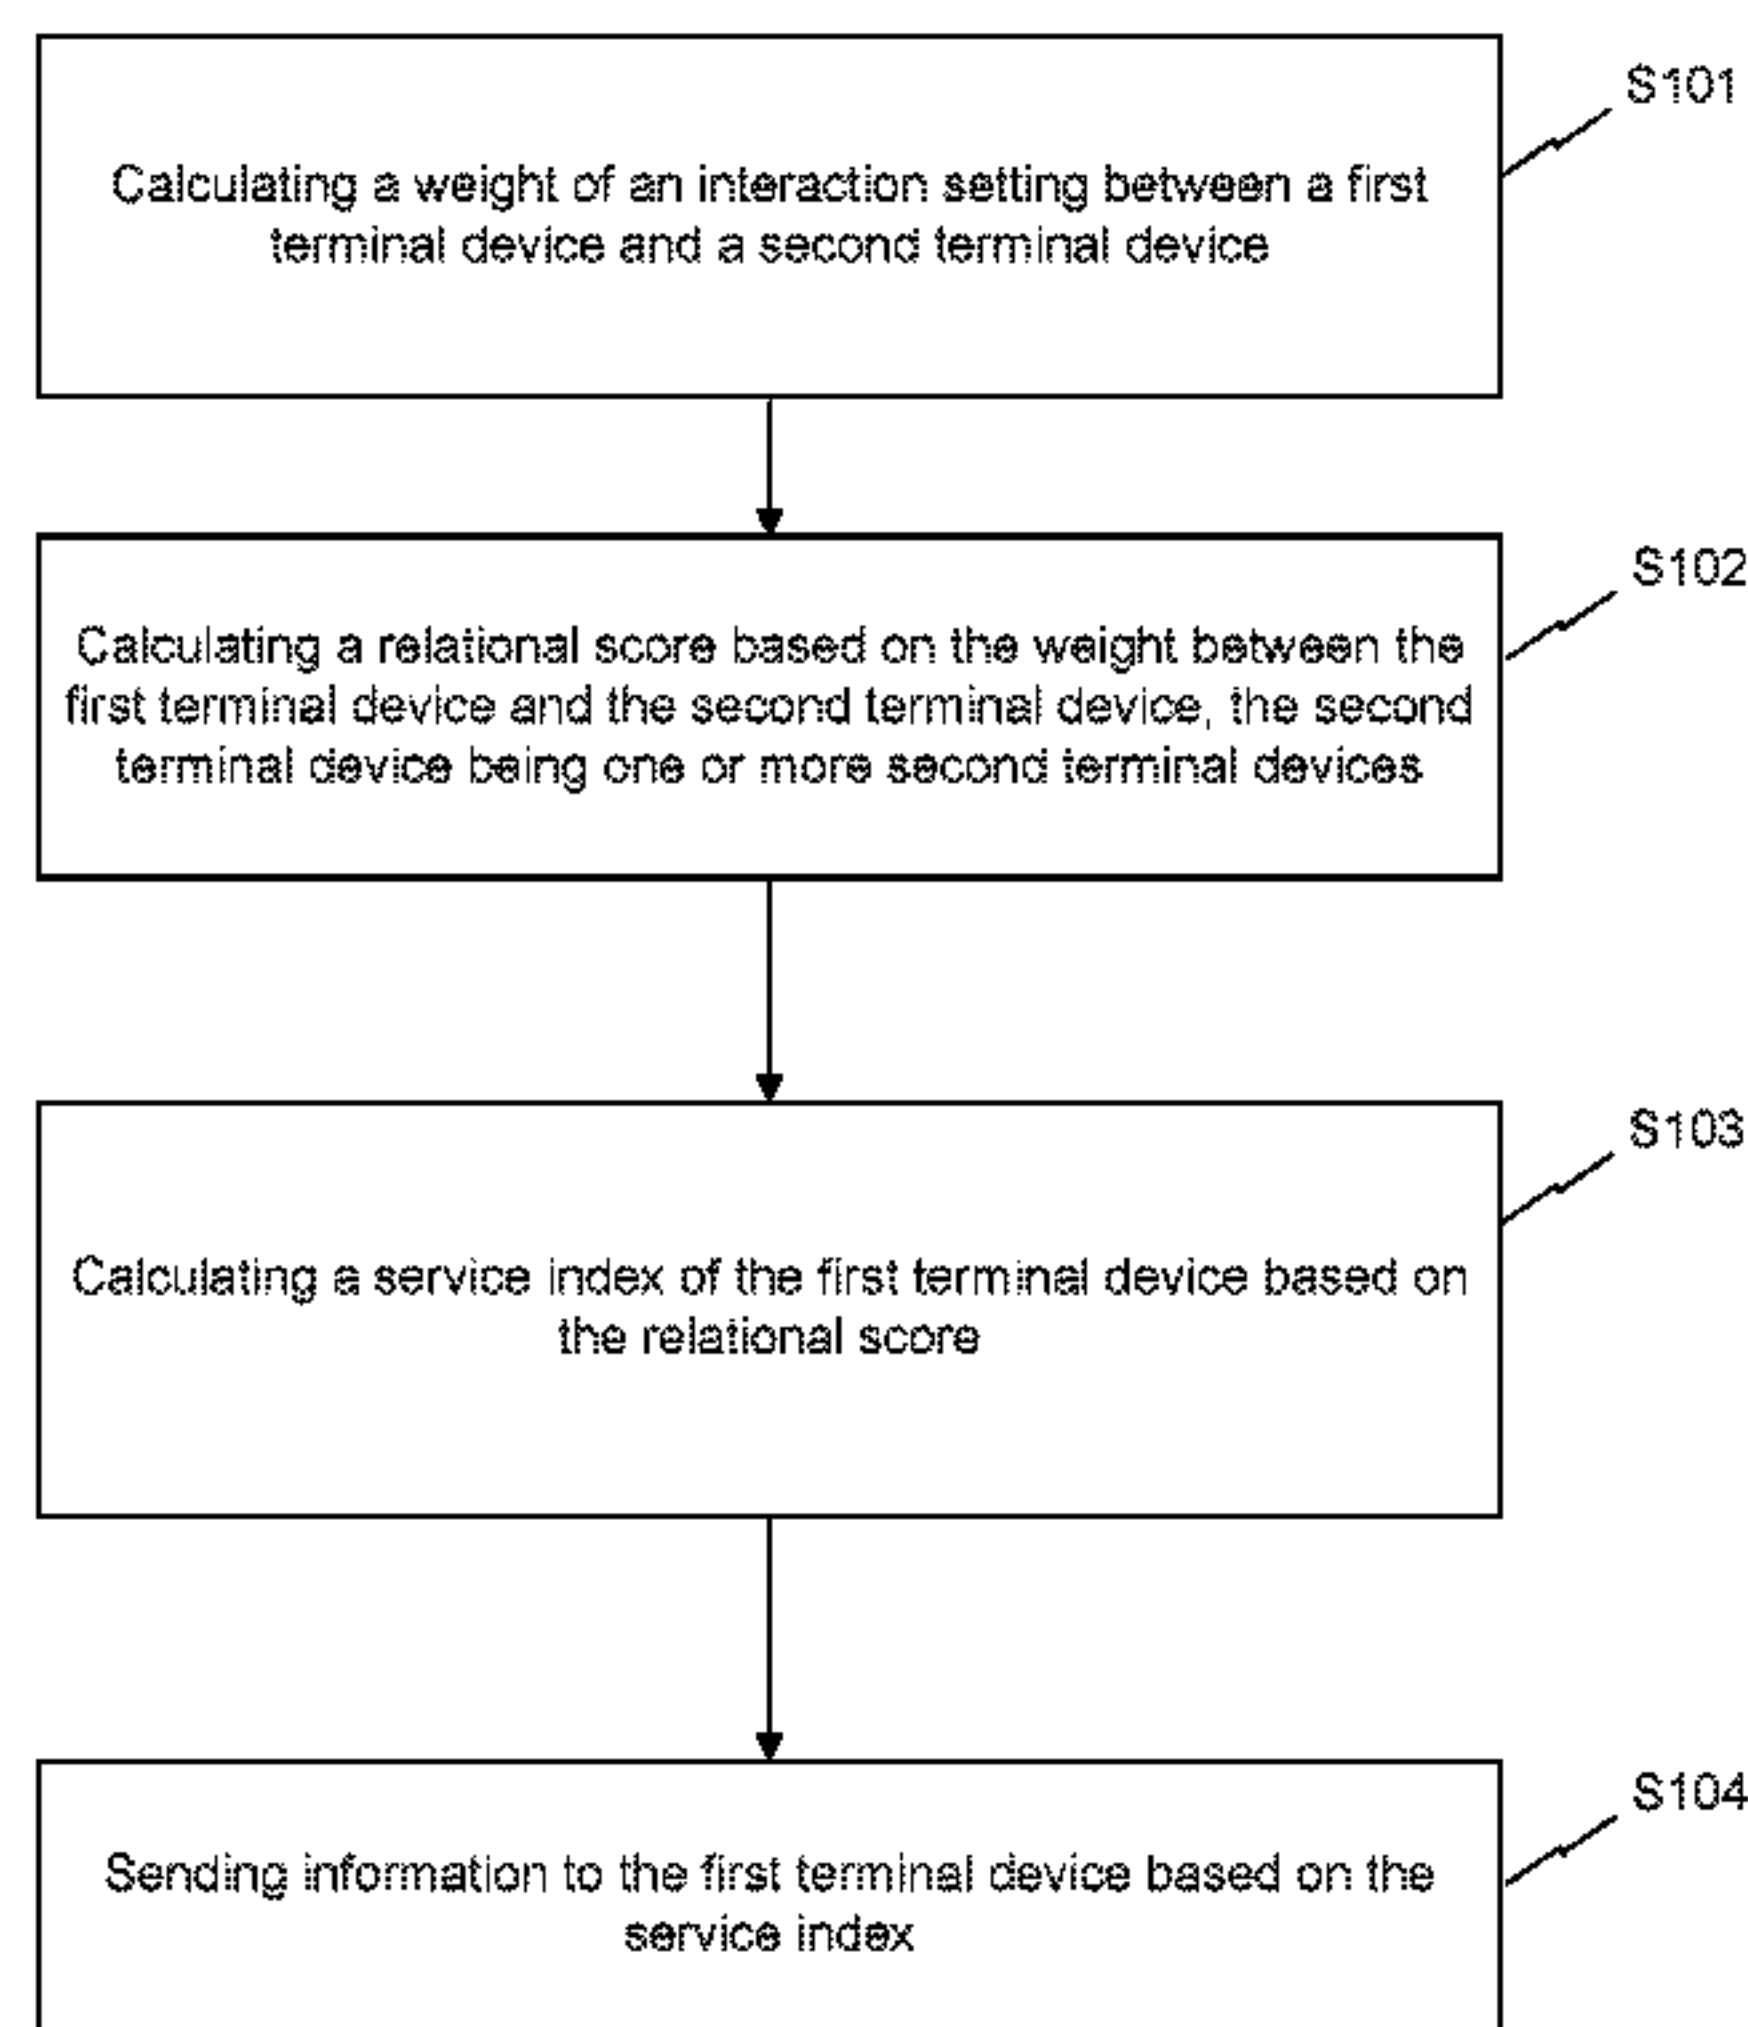 S101
Calculating a weight of an interaction setting between a first
terminal device and a second terminal device
S102
Calculating a relational score based on the weight between the
first terminal device and the second terminal device, the second
terminal device being one or more second terminal devices
S103
Calculating a service index of the first terminal device based on
the relational score
S104
Sending information to the first terminal device based on the
service index